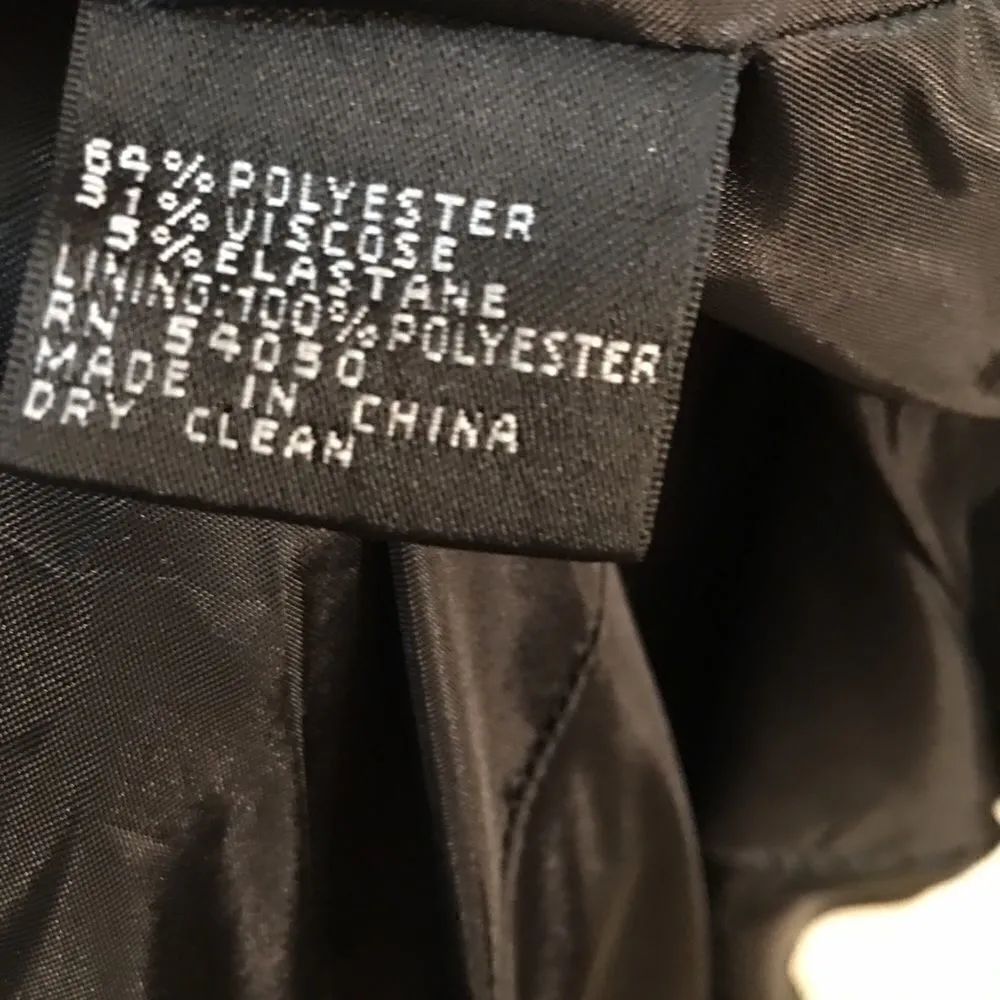 64% POLYESTER
31% VISCOSE
5% ELASTANE
LINING:100% POLYESTER
RN 54050
MADE IN CHINA
DRY CLEAN